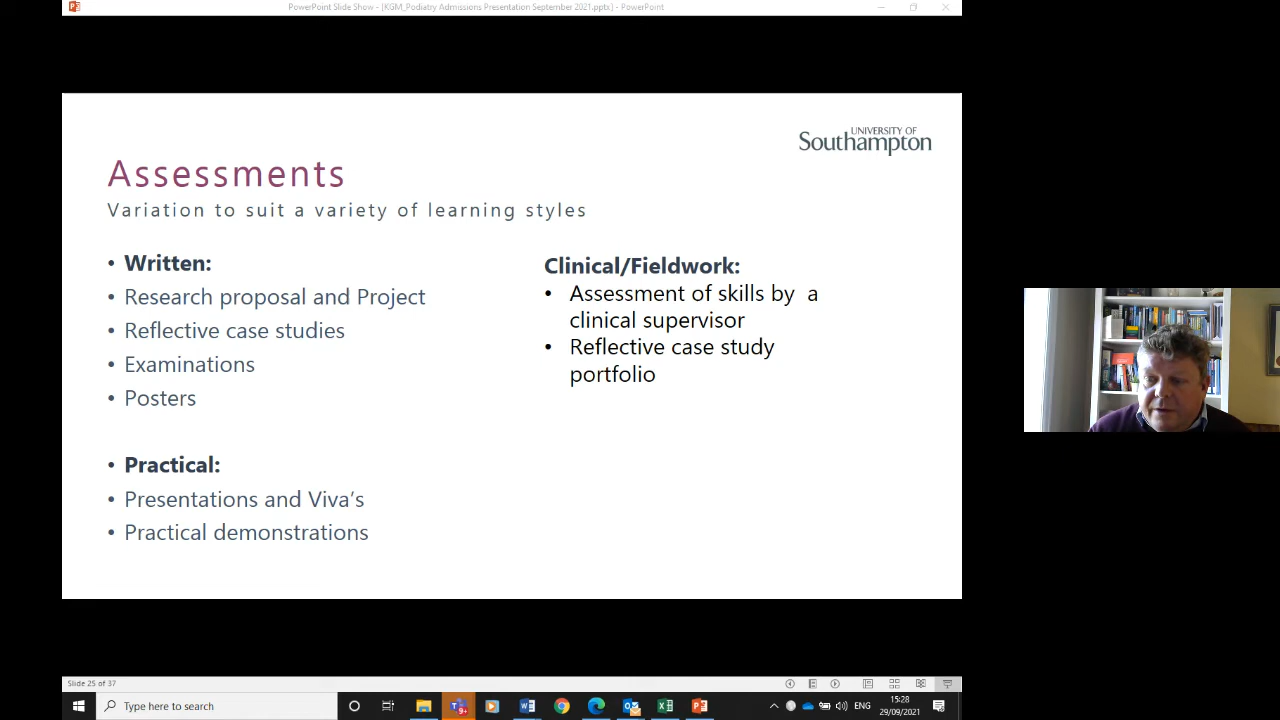 PowerPoint Slide Show - [KGM_Podiatry Admissions Presentation September 2021.pptx] - PowerPoint
UNIVERSITY OF
Southampton
Assessments
Variation to suit a variety of learning styles
• Written:
• Research proposal and Project
• Reflective case studies
• Examinations
• Posters
• Practical:
• Presentations and Viva's
• Practical demonstrations
Clinical/Fieldwork:
• Assessment of skills by a
clinical supervisor
• Reflective case study
portfolio
Slide 25 of 37
Type here to search
ENG
15:28
29/09/2021